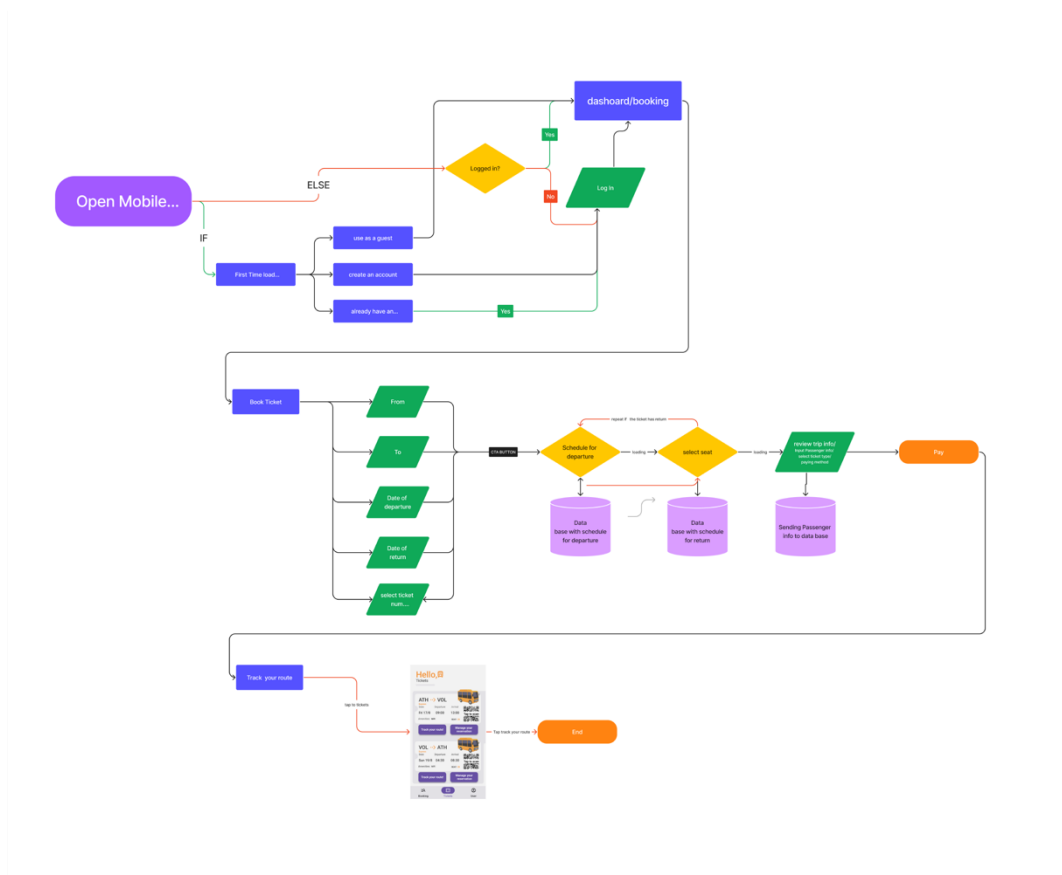 dashoard/booking
Yes
Logged in?
ELSE
No
Log In
Open Mobile...
IF
use as a guest
First Time load...
create an account
already have an...
Yes
Book Ticket
From
To
Date of
departure
Date of
return
select ticket
num....
CTA-BUTTON
repeat if the ticket has return
Schedule for
departure
loading
select seat
loading
review trip info/
Input Passenger info/
select ticket type/
paying method
Pay
Data
base with schedule
for departure
Data
base with schedule
for return
Sending Passenger
info to data base
Track your route
tap to tickets
Hello,
Tickets
ATH
VOL
Track your route
Manage your
reservation
VOL
ATH
Track your route
Manage your
reservation
Booking
Tickets
Tap track your route
End